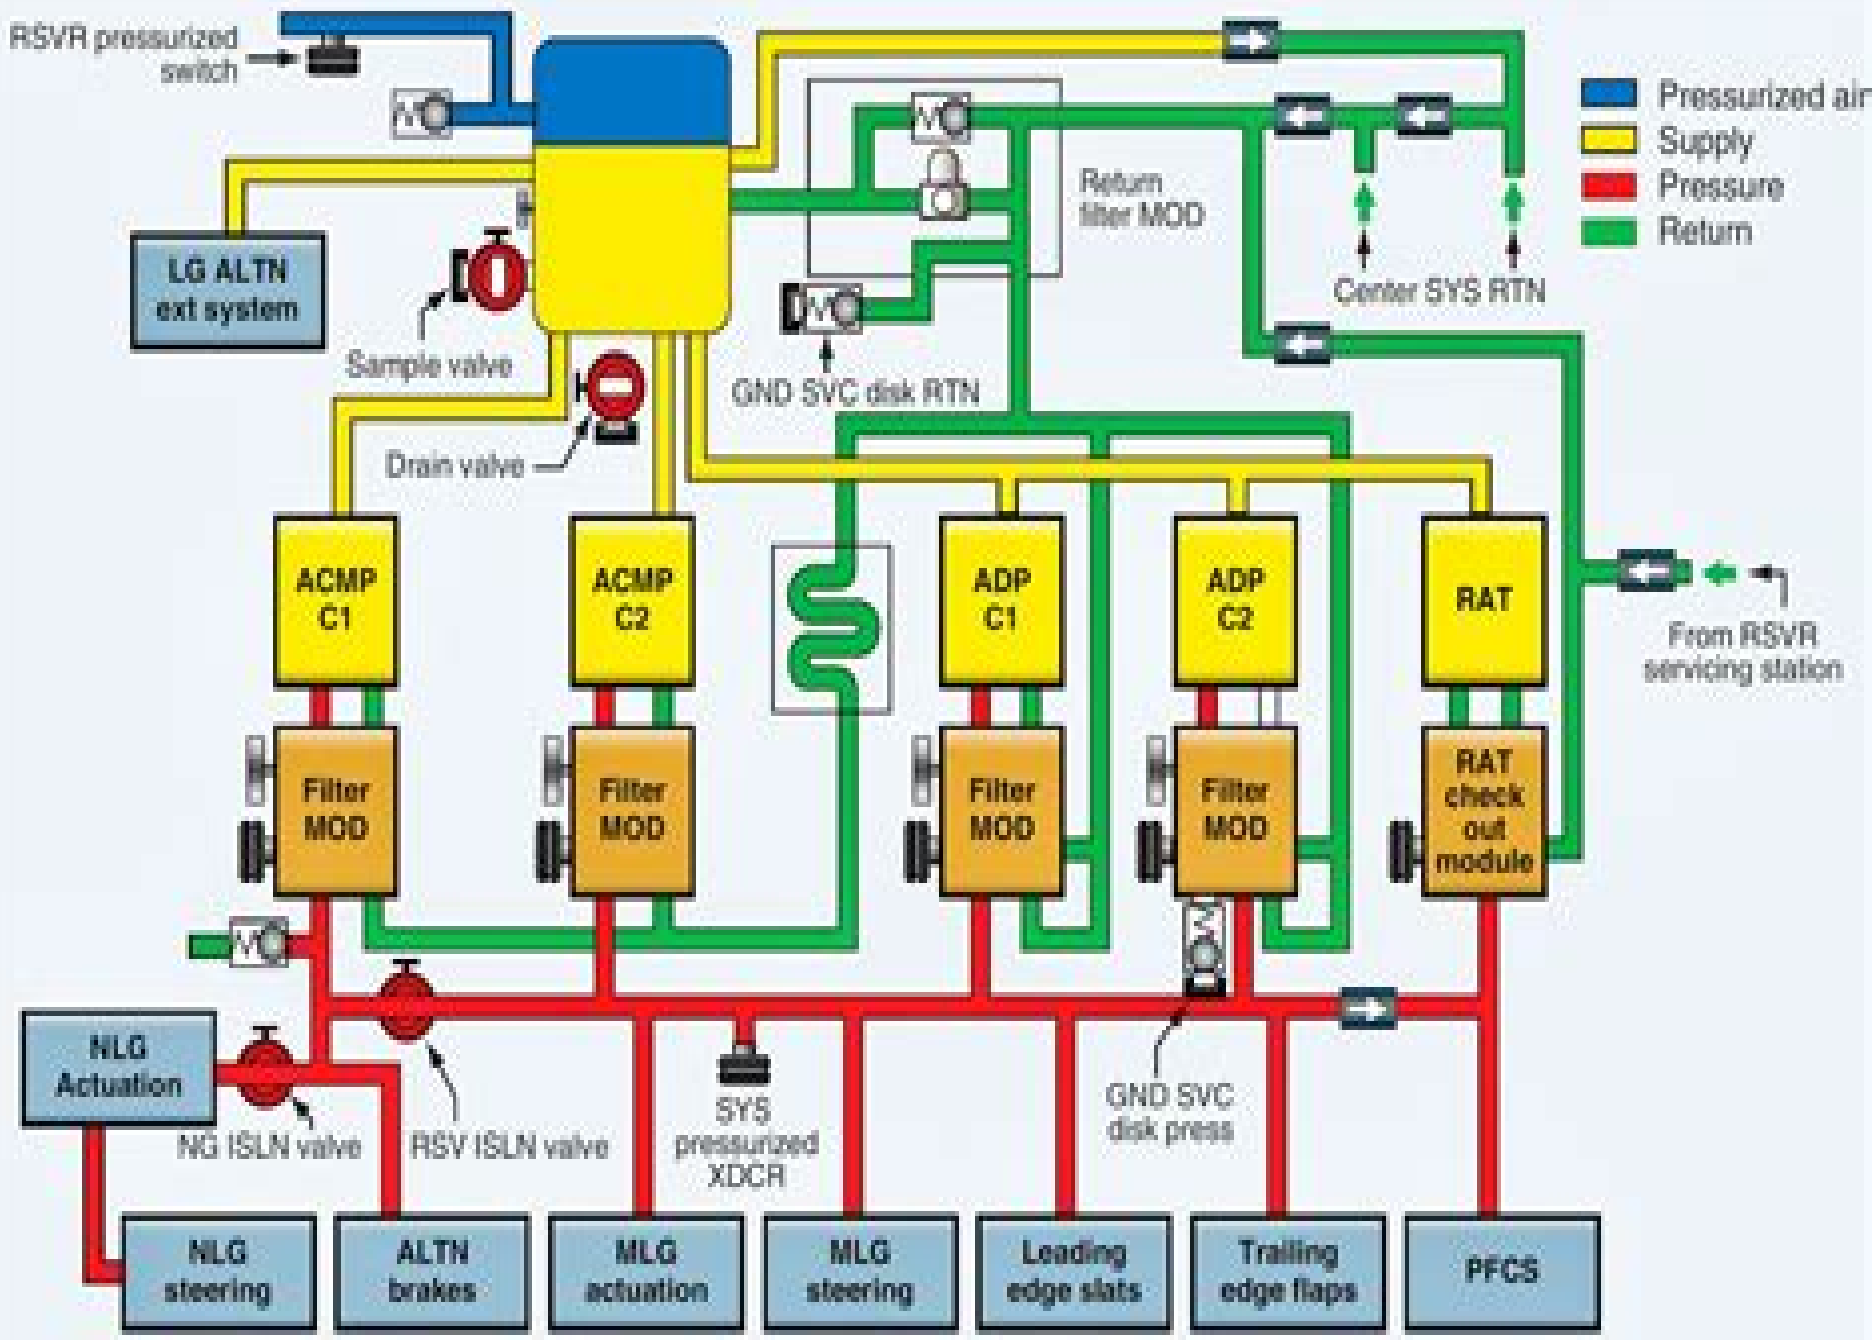 RSVR pressurized
switch
Pressurized air
Supply
Pressure
Return
Return
filter MOD
LG ALTN
ext system
Center SYS RTN
Sample valve
GND SVC disk RTN
Drain valve
ACMP
C1
ACMP
C2
ADP
C1
ADP
C2
RAT
From RSVR
servicing station
Filter
MOD
Filter
MOD
Filter
MOD
Filter
MOD
RAT
check
out
module
NLG
Actuation
NG ISLN valve
RSV ISLN valve
SYS
pressurized
XDCR
GND SVC
disk press
NLG
steering
ALTN
brakes
MLG
actuation
MLG
steering
Leading
edge slats
Trailing
edge flaps
PFCS